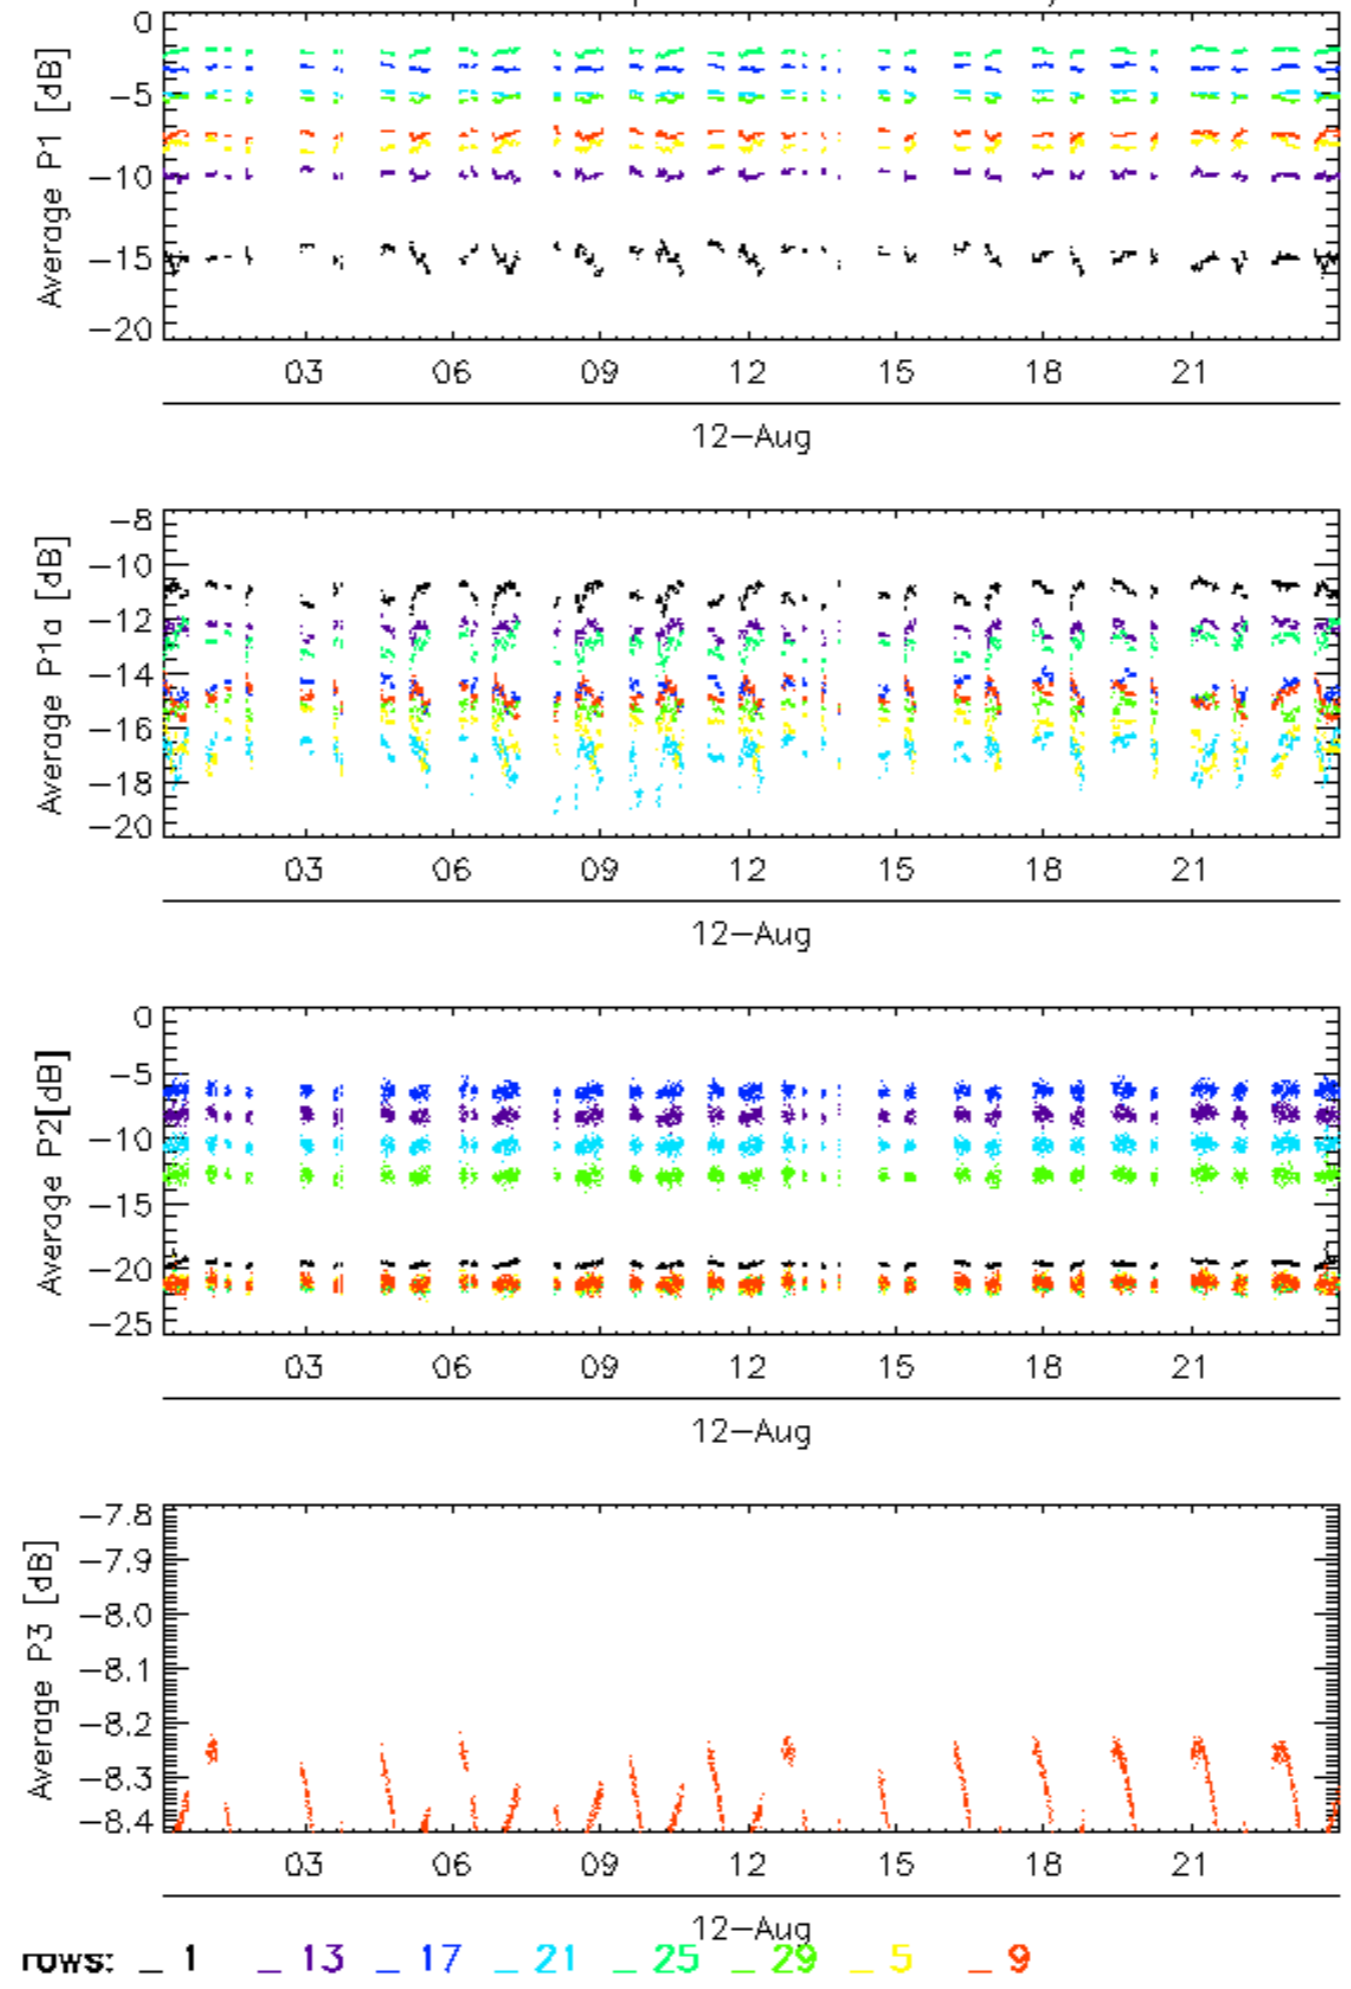 0
−5
−10
−15
−20
Average P1 [dB]
03 06 09 12 15 18 21
12−Aug
−8
−10
−12
−14
−16
−18
−20
Average P1a [dB]
03 06 09 12 15 18 21
12−Aug
0
−5
−10
−15
−20
−25
Average P2[dB]
03 06 09 12 15 18 21
12−Aug
−7.8
−7.9
−8.0
−8.1
−8.2
−8.3
−8.4
Average P3 [dB]
03 06 09 12 15 18 21
12−Aug
rows: _ 1 _ 13 _ 17 _ 21 _ 25 _ 29 _ 5 _ 9